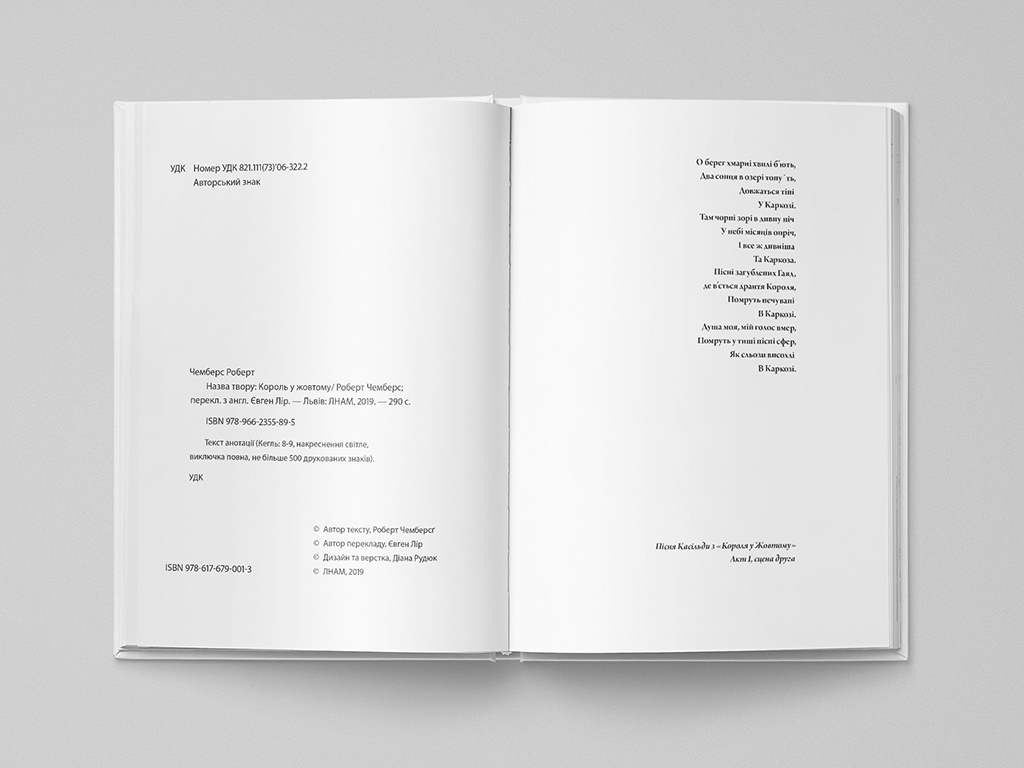 УДК Номер УДК 821.111(73)'06-322.2
Авторський знак
Чемберс Роберт
Назва твору: Король у жовтому/ Роберт Чемберс;
перекл. з англ. Євген Лір. — Львів: ЛНАМ, 2019. — 290 с.
ISBN 978-966-2355-89-5
Текст анотації (Кегль: 8-9, накреснення світле,
виключка повна, не більше 500 друкованих знаків).
УДК
© Автор тексту, Роберт Чемберсґ
© Автор перекладу, Євген Лір
© Дизайн та верстка, Діана Рудюк
© ЛНАМ, 2019
ISBN 978-617-679-001-3
О берег хмарні хвилі б'ють,
Два сонця в озері топу´ть,
Довжаться тіні
У Каркозі.
Там чорні зорі в дивну ніч
У небі місяців опріч,
І все ж дивніша
Та Каркоза.
Пісні загублених Гаяд,
де в'ється дрантя Короля,
Помруть нечувані
В Каркозі.
Душа моя, мій голос вмер,
Помруть у тиші пісні сфер,
Як сльози висохлі
В Каркозі.
Пісня Касільди з «Короля у Жовтому»
Акт I, сцена друга